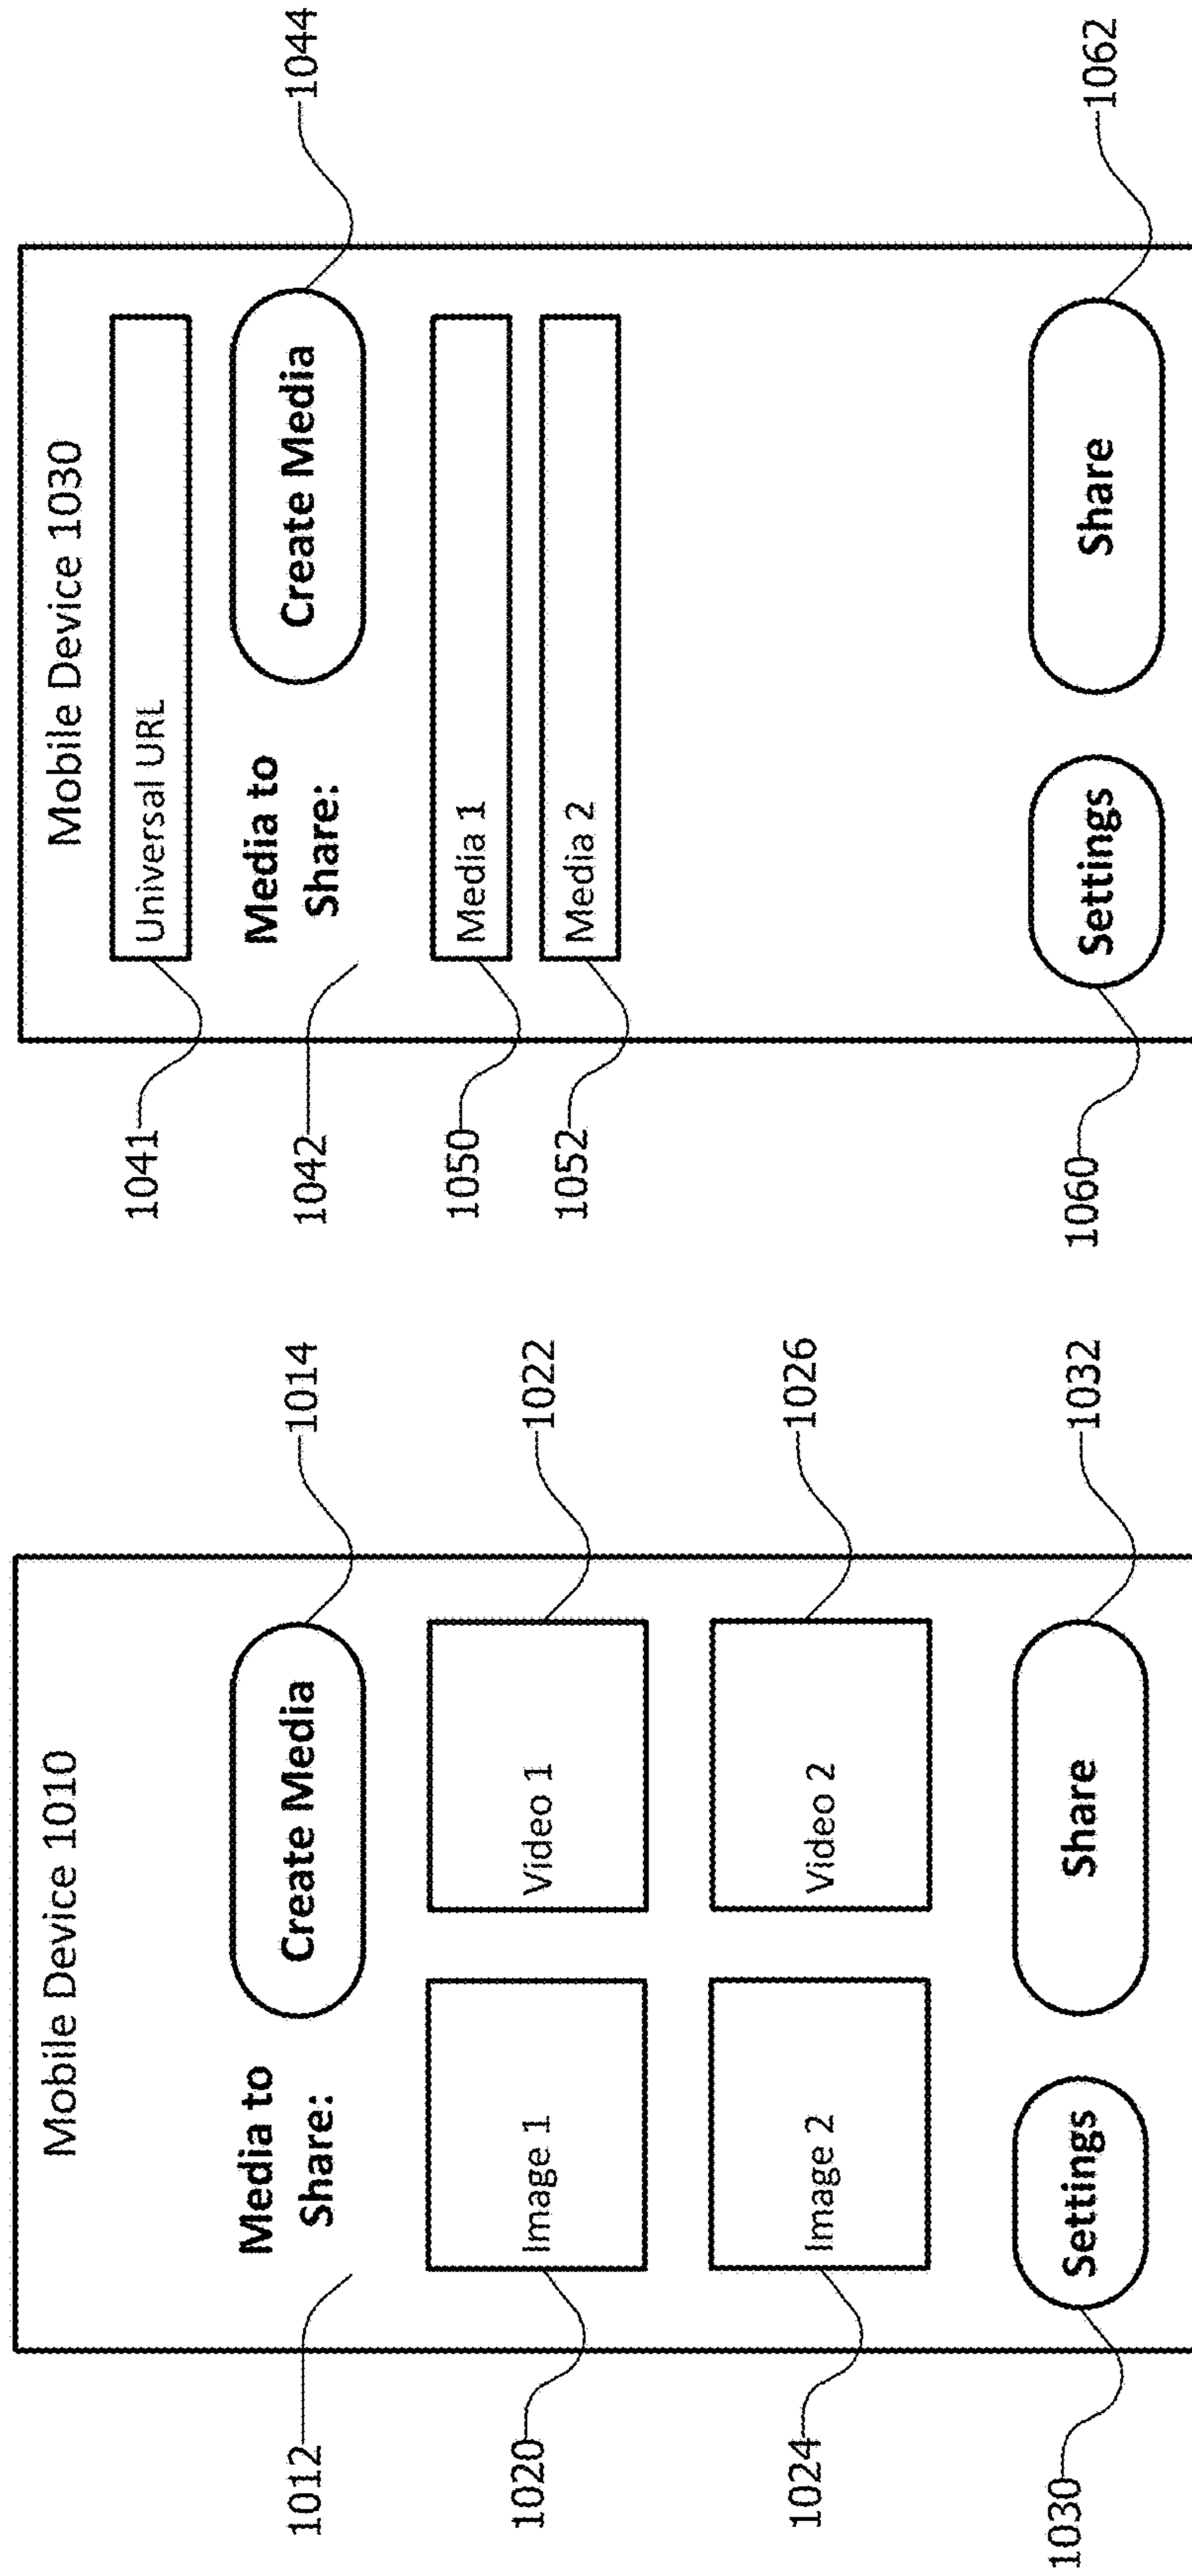 Mobile Device 1010
1012
Media to
Share:
Create Media
1014
1020
Image 1
Video 1
1022
1024
Image 2
Video 2
1026
1030
Settings
Share
1032
Mobile Device 1030
1041
Universal URL
1042
Media to
Share:
Create Media
1044
1050
Media 1
1052
Media 2
1060
Settings
Share
1062